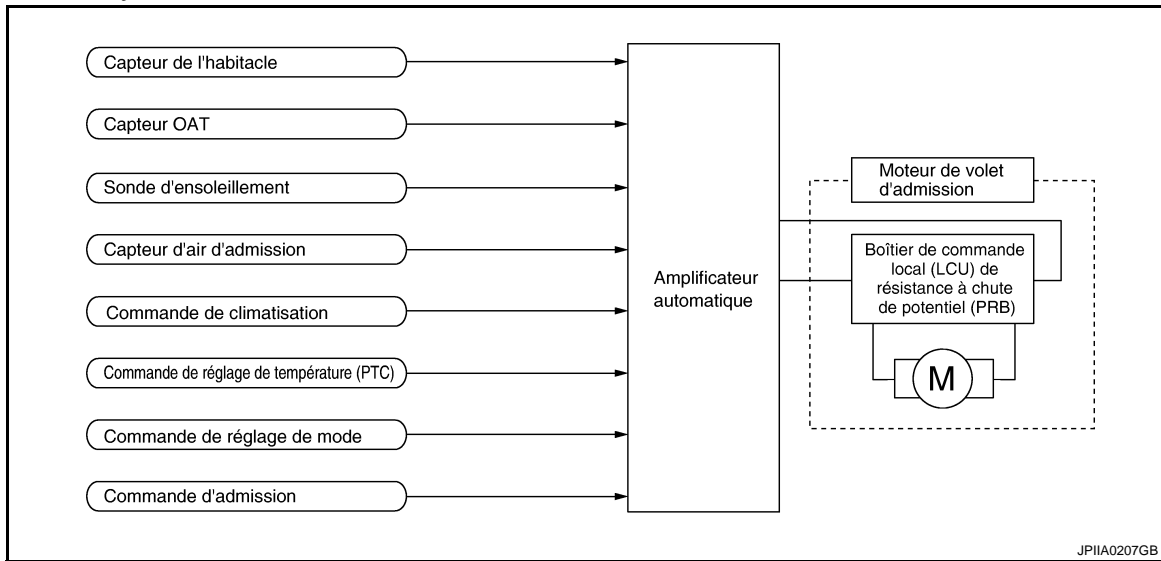 Capteur de l'habitacle
Capteur OAT
Sonde d'ensoleillement
Capteur d'air d'admission
Commande de climatisation
Commande de réglage de température (PTC)
Commande de réglage de mode
Commande d'admission
Amplificateur
automatique
Moteur de volet
d'admission
Boîtier de commande
local (LCU) de
résistance à chute
de potentiel (PRB)
M
JPIIA0207GB